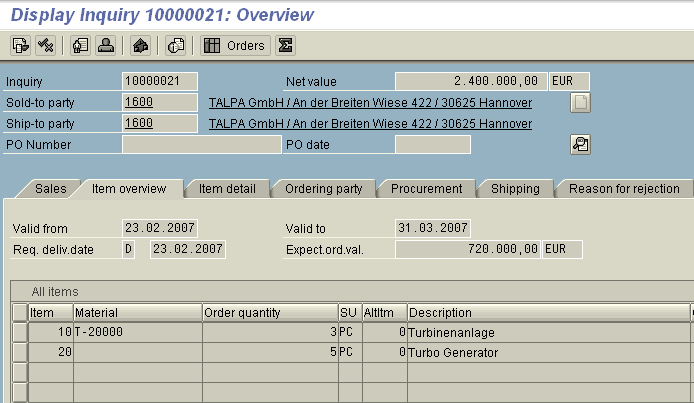 Display Inquiry 10000021: Overview
Orders
Inquiry 10000021 Net value 2.400.000,00 EUR
Sold-to party 1600 TALPA GmbH / An der Breiten Wiese 422 / 30625 Hannover
Ship-to party 1600 TALPA GmbH / An der Breiten Wiese 422 / 30625 Hannover
PO Number PO date
Sales Item overview Item detail Ordering party Procurement Shipping Reason for rejection
Valid from 23.02.2007 Valid to 31.03.2007
Req. deliv.date D 23.02.2007 Expect.ord.val. 720.000,00 EUR
All items
Item Material Order quantity SU AltItm Description
10 T-20000 3 PC 0 Turbinenanlage
20 5 PC 0 Turbo Generator